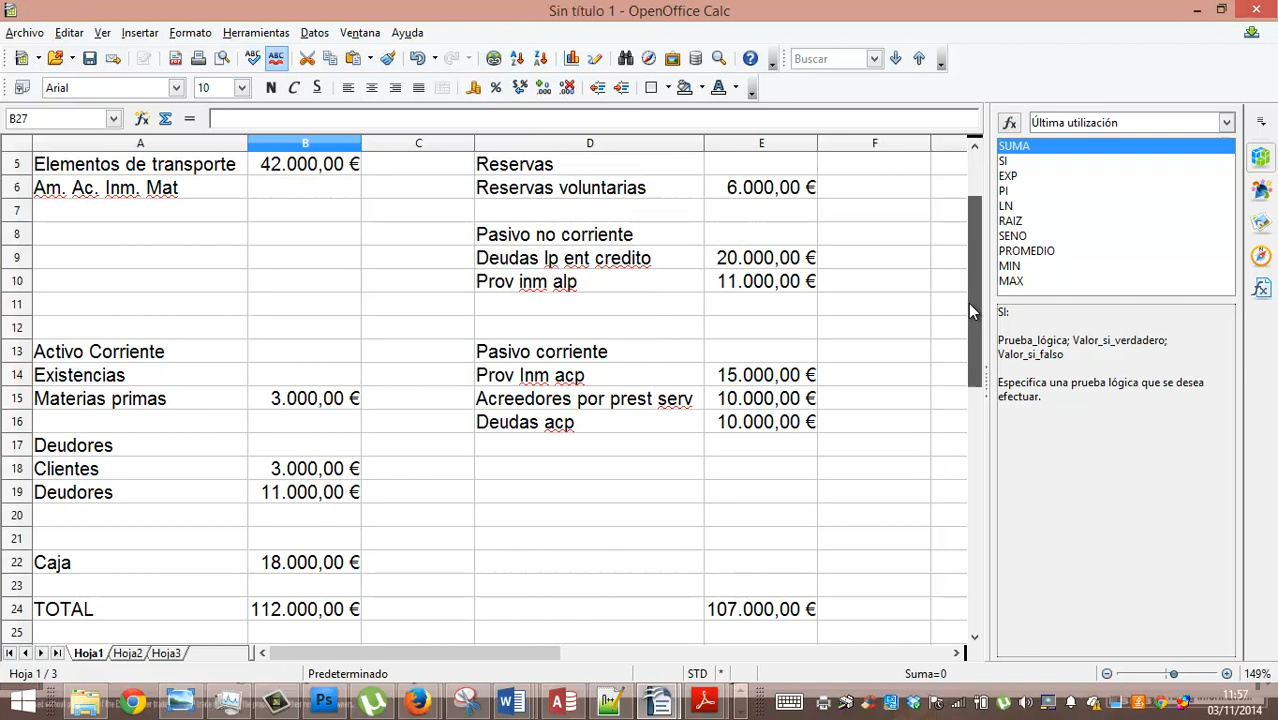 Sin título 1 - OpenOffice Calc
Archivo Editar Ver Insertar Formato Herramientas Datos Ventana Ayuda
Buscar
Arial 10 N C S
B27
Última utilización
A B C D E F
5 Elementos de transporte 42.000,00 € Reservas
6 Am. Ac. Inm. Mat Reservas voluntarias 6.000,00 €
7
8 Pasivo no corriente
9 Deudas lp ent credito 20.000,00 €
10 Prov inm alp 11.000,00 €
11
12
13 Activo Corriente Pasivo corriente
14 Existencias Prov Inm acp 15.000,00 €
15 Materias primas 3.000,00 € Acreedores por prest serv 10.000,00 €
16 Deudas acp 10.000,00 €
17 Deudores
18 Clientes 3.000,00 €
19 Deudores 11.000,00 €
20
21
22 Caja 18.000,00 €
23
24 TOTAL 112.000,00 € 107.000,00 €
25
SUMA
SI
EXP
PI
LN
RAIZ
SENO
PROMEDIO
MIN
MAX
SI:
Prueba_lógica; Valor_si_verdadero;
Valor_si_falso
Especifica una prueba lógica que se desea
efectuar.
Hoja1 Hoja2 Hoja3
Hoja 1 / 3 Predeterminado STD * Suma=0 149%
11:57
03/11/2014